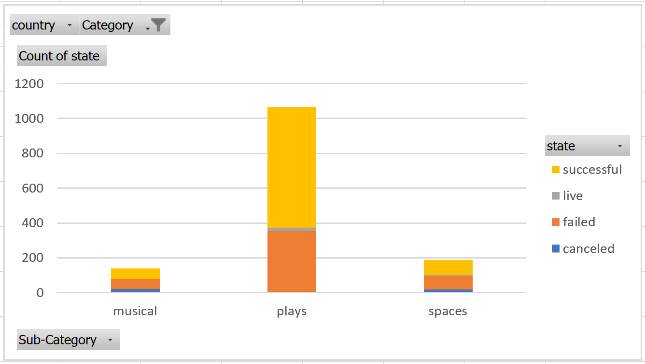 country Category
Count of state
1200
1000
800
600
400
200
0
musical plays spaces
state
successful
live
failed
canceled
Sub-Category